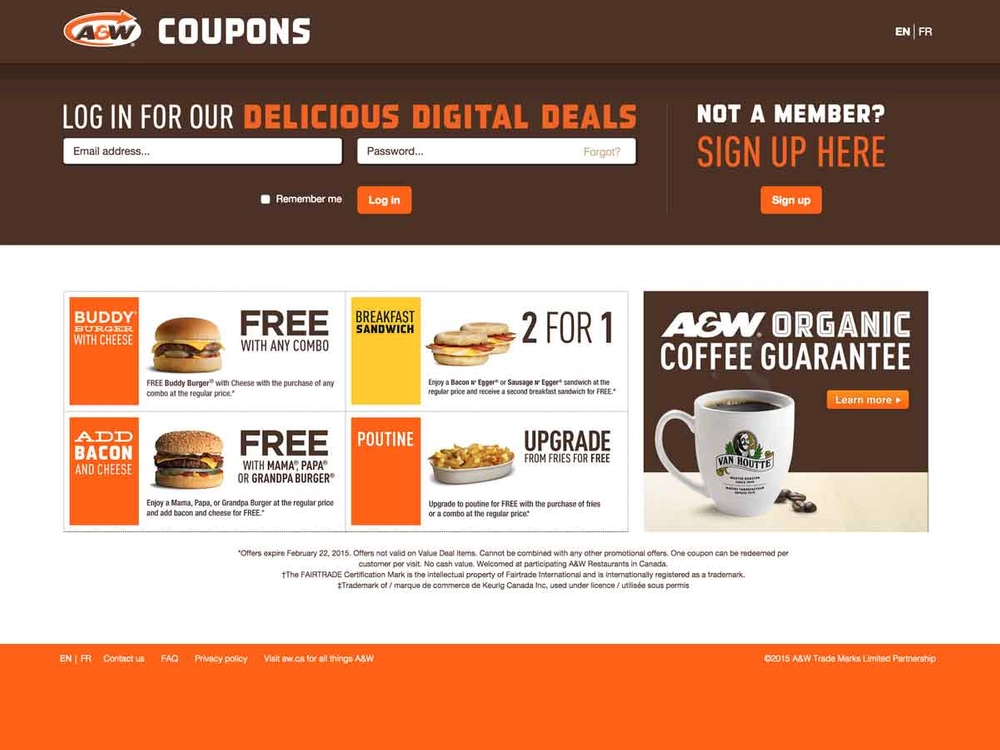 A&W COUPONS
EN | FR
LOG IN FOR OUR DELICIOUS DIGITAL DEALS
Email address...
Password...
Forgot?
Remember me
Log in
NOT A MEMBER?
SIGN UP HERE
Sign up
BUDDY®
BURGER
WITH CHEESE
FREE
WITH ANY COMBO
FREE Buddy Burger® with Cheese with the purchase of any
combo at the regular price.*
BREAKFAST
SANDWICH
2 FOR 1
Enjoy a Bacon N' Egger® or Sausage N' Egger® sandwich at the
regular price and receive a second breakfast sandwich for FREE.*
ADD
BACON
AND CHEESE
FREE
WITH MAMA®, PAPA®
OR GRANDPA BURGER®
Enjoy a Mama, Papa, or Grandpa Burger at the regular price
and add bacon and cheese for FREE.*
POUTINE
UPGRADE
FROM FRIES FOR FREE
Upgrade to poutine for FREE with the purchase of fries
or a combo at the regular price.*
A&W ORGANIC
COFFEE GUARANTEE
Learn more
VAN HOUTTE
*Offers expire February 22, 2015. Offers not valid on Value Deal items. Cannot be combined with any other promotional offers. One coupon can be redeemed per
customer per visit. No cash value. Welcomed at participating A&W Restaurants in Canada.
†The FAIRTRADE Certification Mark is the intellectual property of Fairtrade International and is internationally registered as a trademark.
‡Trademark of / marque de commerce de Keurig Canada Inc, used under licence / utilisée sous permis
EN | FR Contact us FAQ Privacy policy Visit aw.ca for all things A&W
©2015 A&W Trade Marks Limited Partnership